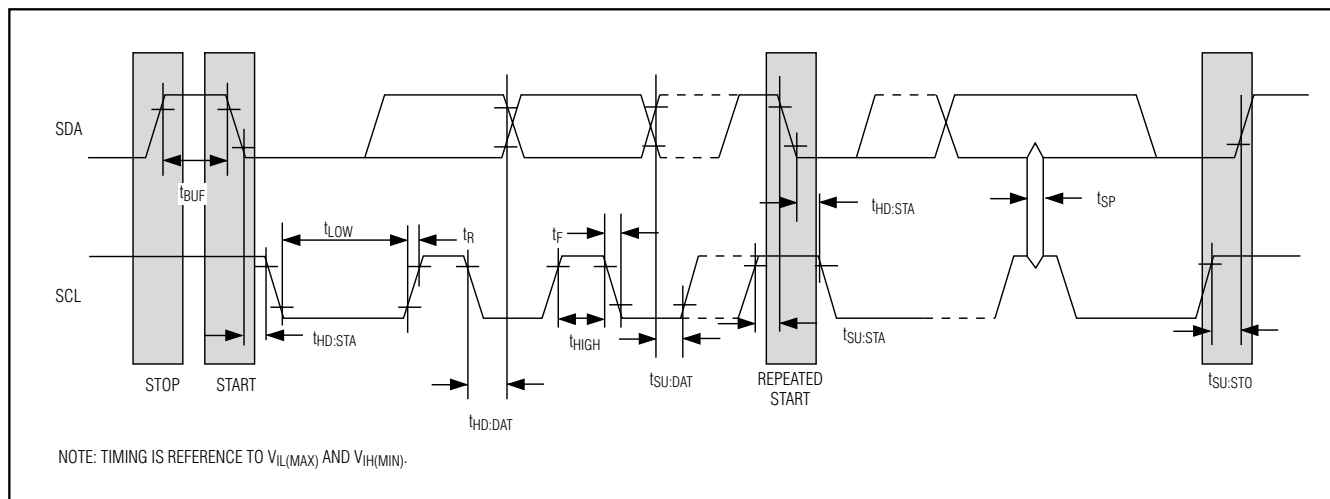 SDA
tBUF
tLOW
tR
tF
tHD:STA
tSP
SCL
tHD:STA
tHIGH
tSU:STA
tSU:DAT
tSU:STO
STOP
START
REPEATED
START
tHD:DAT
NOTE: TIMING IS REFERENCE TO VIL(MAX) AND VIH(MIN).